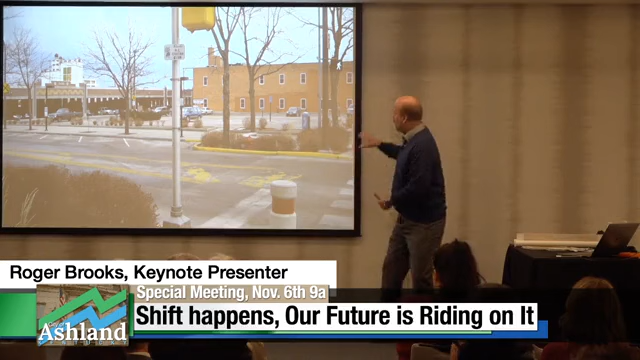 Roger Brooks, Keynote Presenter
Special Meeting, Nov. 6th 9a
Shift happens, Our Future is Riding on It
Ashland